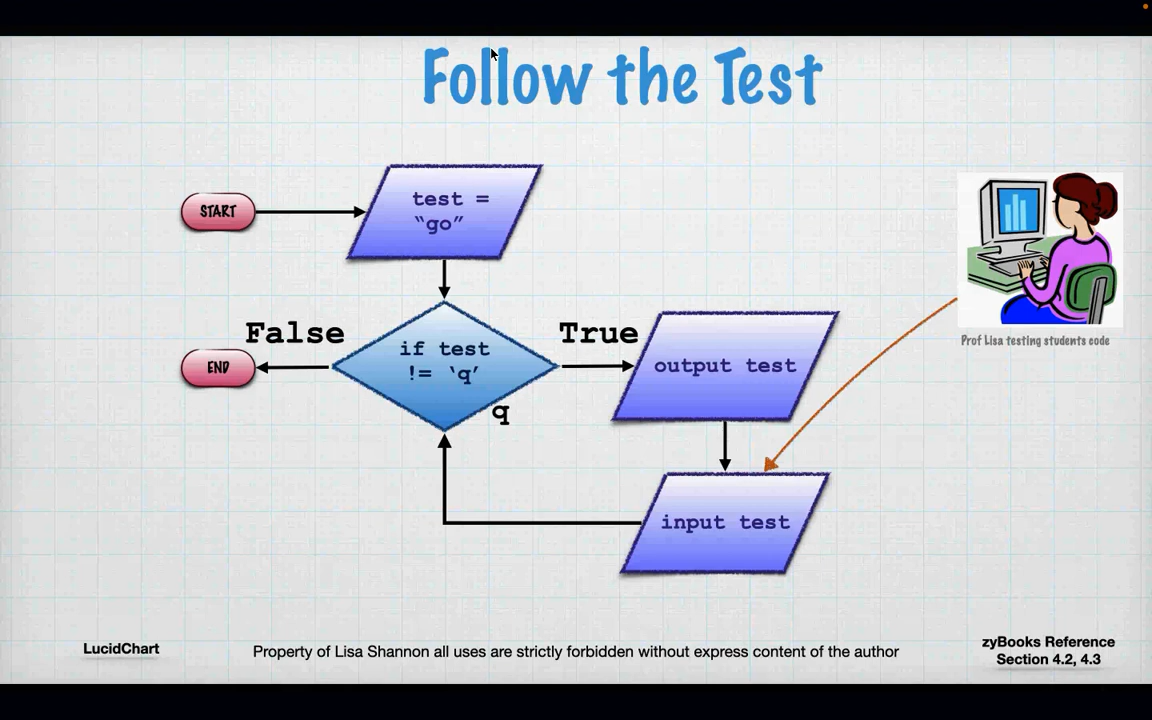 Follow the Test
START
test =
“go”
False
True
if test
!= ‘q’
END
output test
q
Prof Lisa testing students code
input test
LucidChart
Property of Lisa Shannon all uses are strictly forbidden without express content of the author
zyBooks Reference
Section 4.2, 4.3